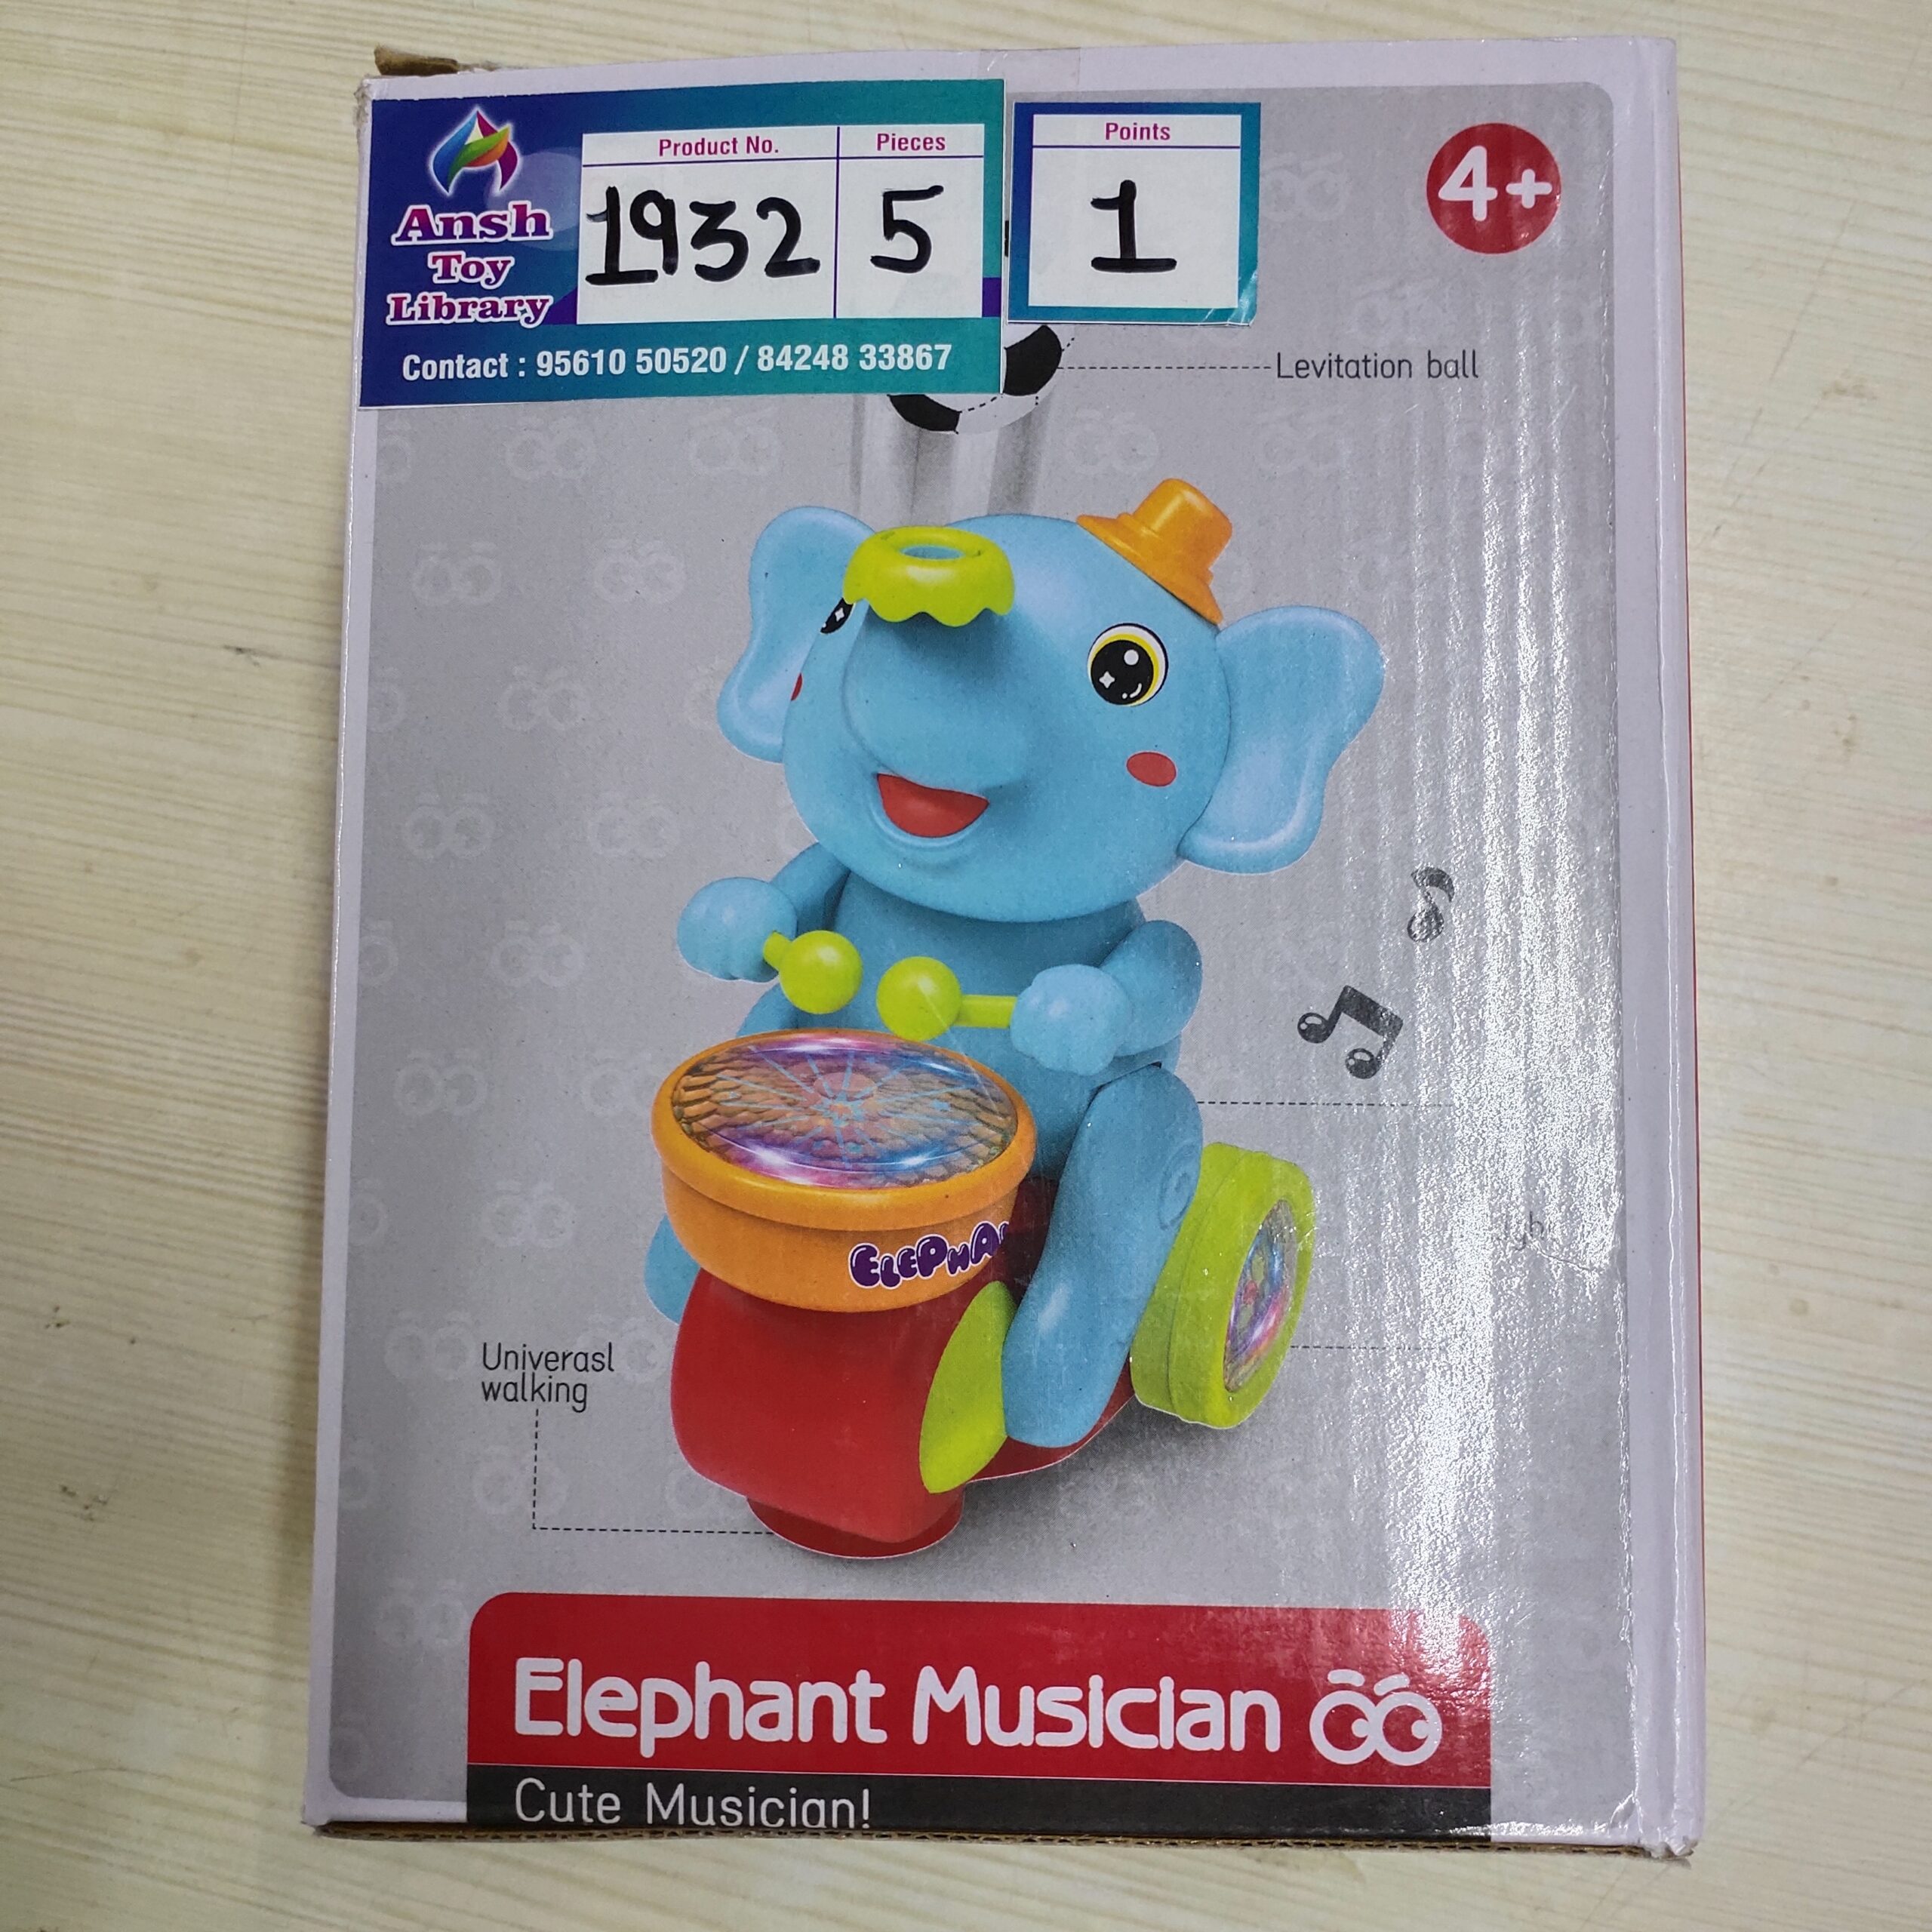 Ansh
Toy
Library
Product No.
Pieces
1932
5
Contact : 95610 50520 / 84248 33867
Points
1
4+
Levitation ball
ELEPHA
Univerasl
walking
Elephant Musician
Cute Musician!